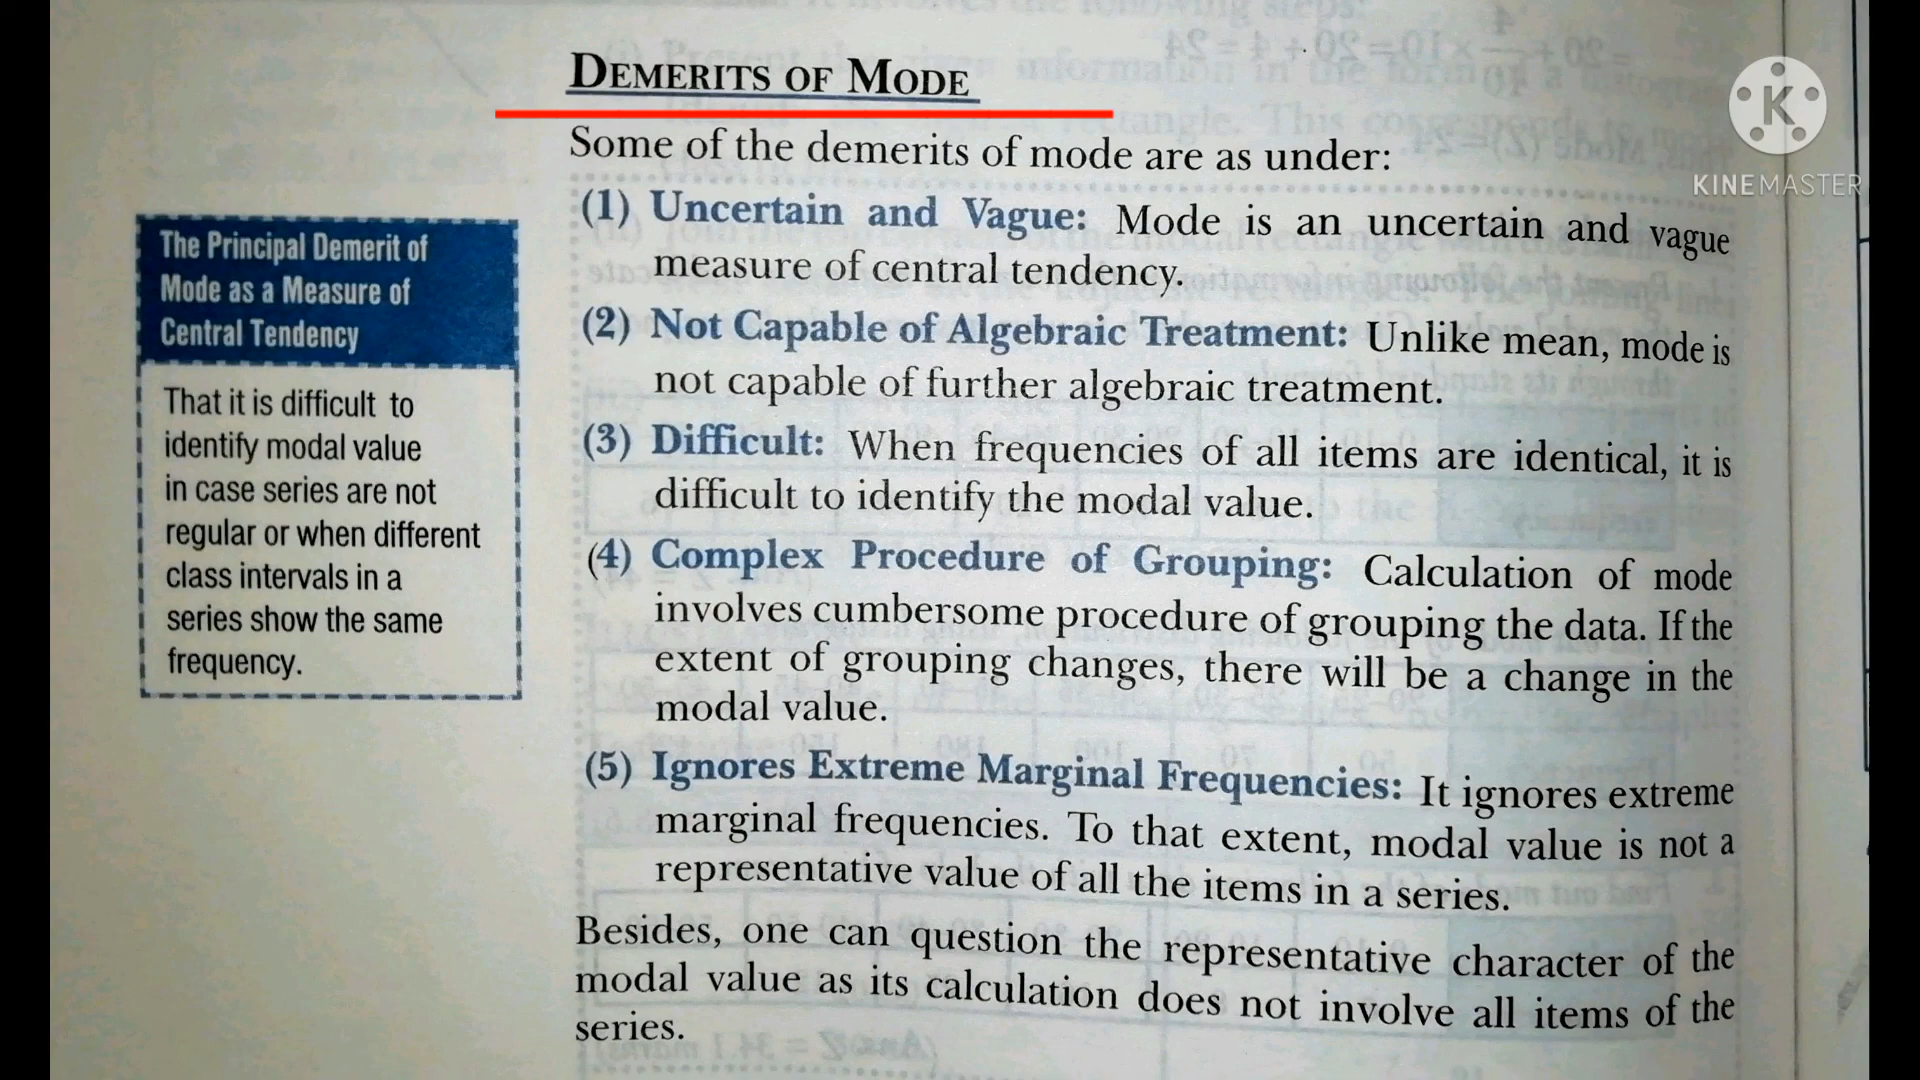 DEMERITS OF MODE
Some of the demerits of mode are as under:
(1) Uncertain and Vague: Mode is an uncertain and vague
measure of central tendency.
(2) Not Capable of Algebraic Treatment: Unlike mean, mode is
not capable of further algebraic treatment.
(3) Difficult: When frequencies of all items are identical, it is
difficult to identify the modal value.
(4) Complex Procedure of Grouping: Calculation of mode
involves cumbersome procedure of grouping the data. If the
extent of grouping changes, there will be a change in the
modal value.
(5) Ignores Extreme Marginal Frequencies: It ignores extreme
marginal frequencies. To that extent, modal value is not a
representative value of all the items in a series.
Besides, one can question the representative character of the
modal value as its calculation does not involve all items of the
series.
The Principal Demerit of
Mode as a Measure of
Central Tendency
That it is difficult to
identify modal value
in case series are not
regular or when different
class intervals in a
series show the same
frequency.
K
KINEMASTER